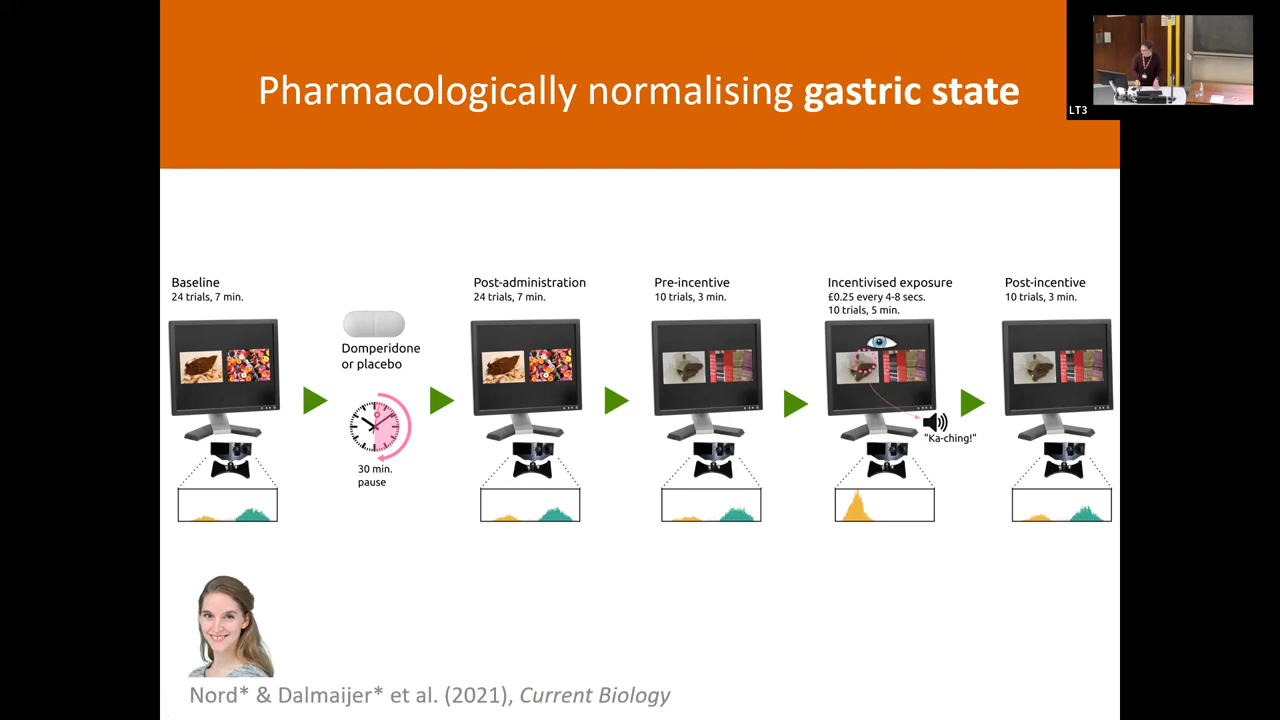 Pharmacologically normalising gastric state
LT3
Baseline
24 trials, 7 min.
Domperidone
or placebo
30 min.
pause
Post-administration
24 trials, 7 min.
Pre-incentive
10 trials, 3 min.
Incentivised exposure
£0.25 every 4-8 secs.
10 trials, 5 min.
"Ka-ching!"
Post-incentive
10 trials, 3 min.
Nord* & Dalmaijer* et al. (2021), Current Biology